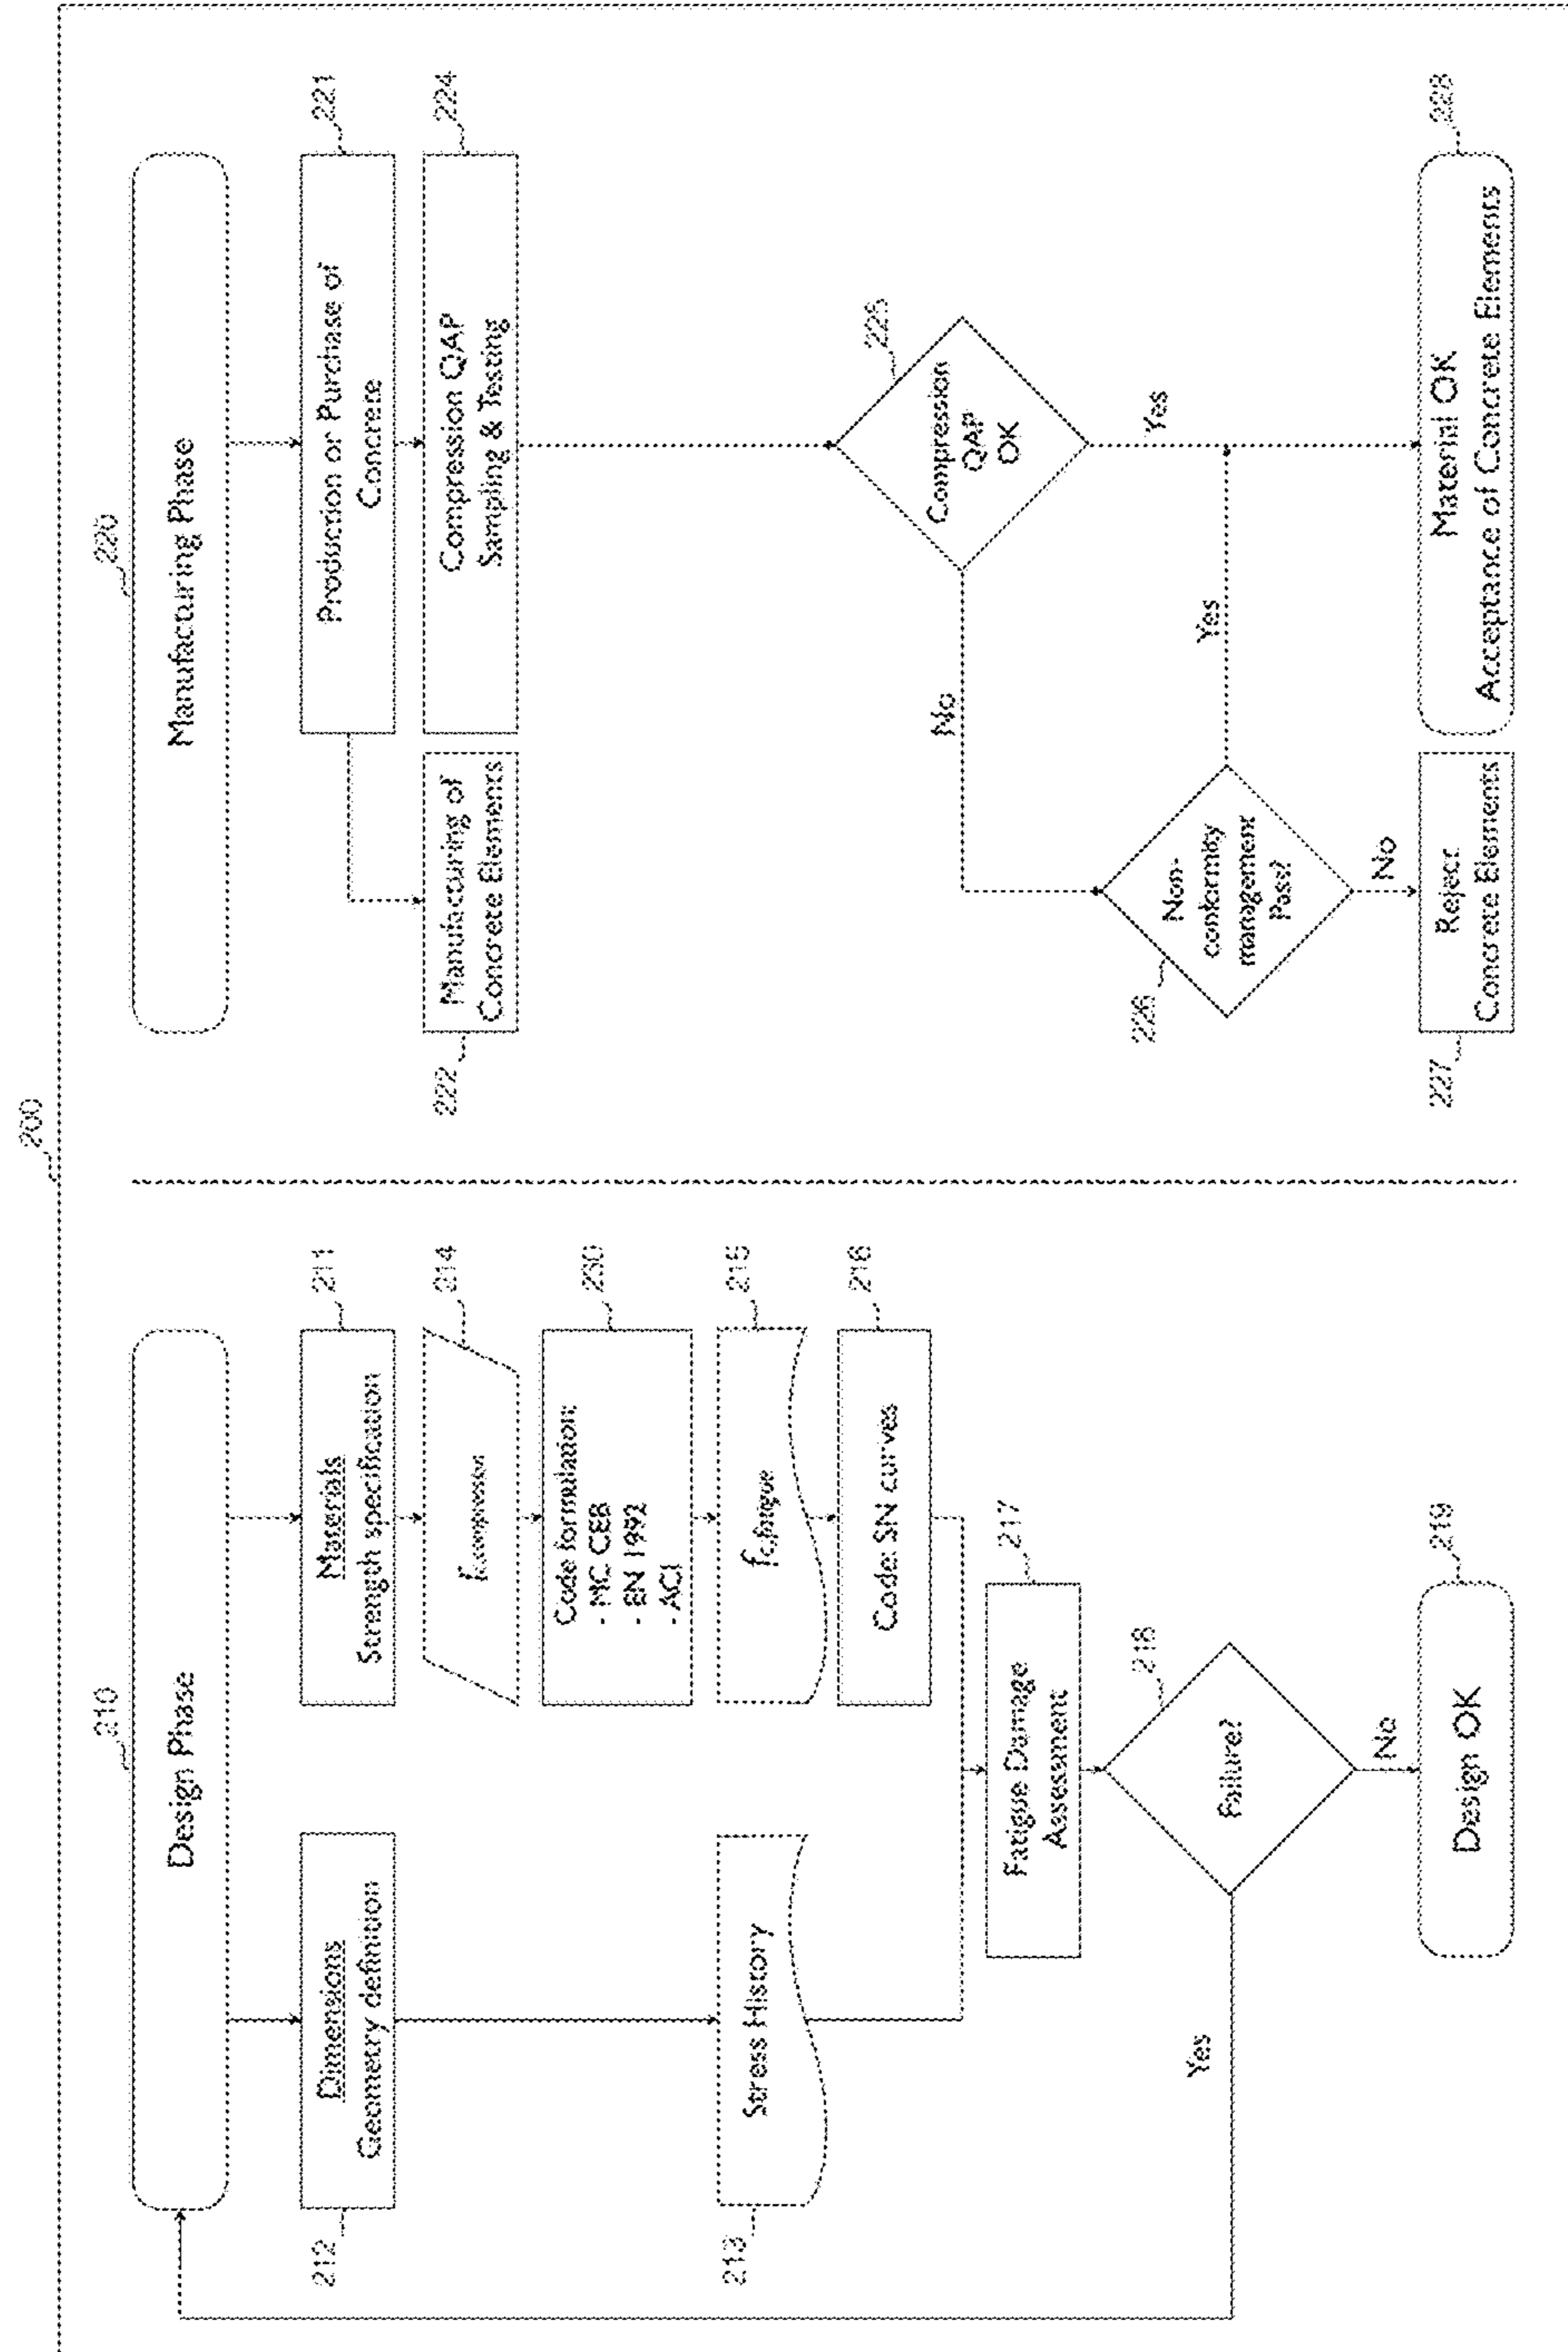 200
210
Design Phase
212
Dimensions
Geometry definition
Materials
Strength specification
211
fc,compression
214
Code formulation:
- MC CEB
- EN 1992
- ACI
230
213
Stress History
fc,fatigue
215
Code: SN curves
216
Fatigue Damage
Assessment
217
Failure?
218
Yes
No
Design OK
219
220
Manufacturing Phase
Production or Purchase of
Concrete
221
222
Manufacturing of
Concrete Elements
Compression QAP
Sampling & Testing
224
Compression
QAP
OK
225
No
Yes
226
Non-
conformity
management
Pass?
Yes
No
227
Reject
Concrete Elements
Material OK
Acceptance of Concrete Elements
228